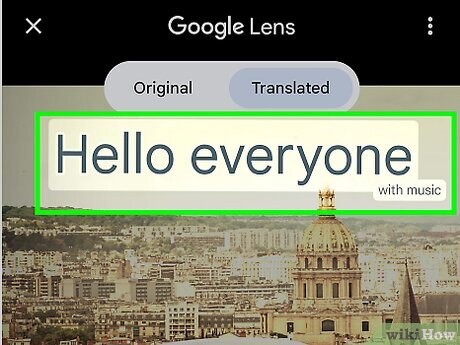 Google Lens
Original Translated
Hello everyone
with music
wikiHow